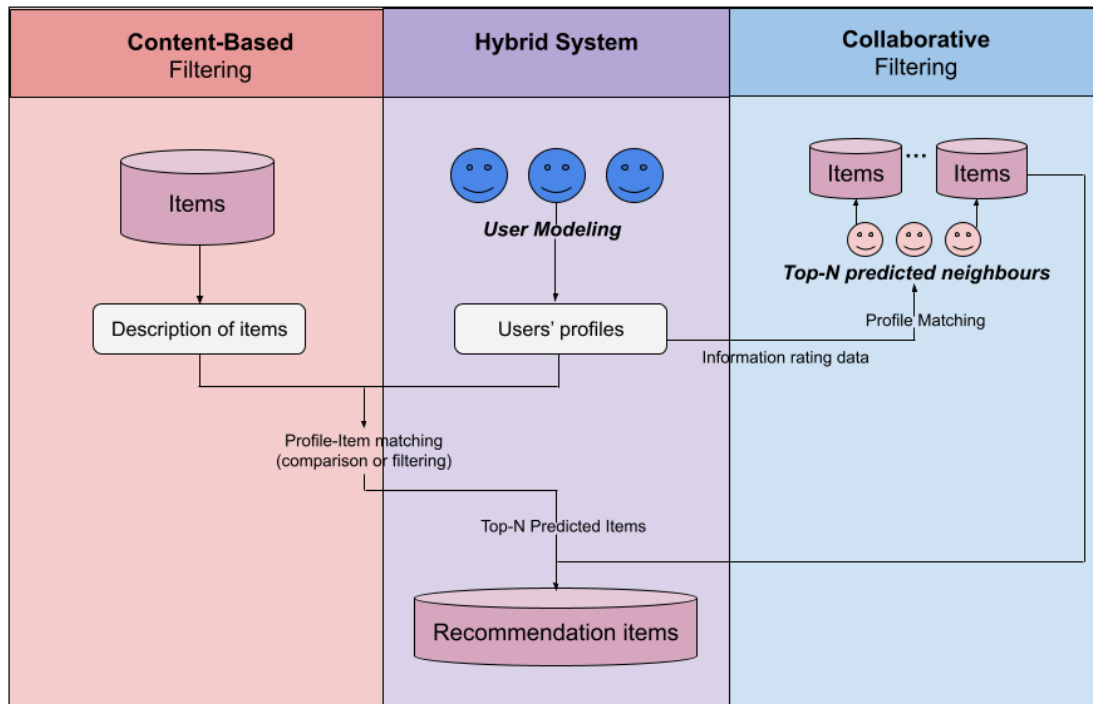 Content-Based
Filtering
Hybrid System
Collaborative
Filtering
Items
User Modeling
Items
...
Items
Top-N predicted neighbours
Description of items
Users' profiles
Profile Matching
Information rating data
Profile-Item matching
(comparison or filtering)
Top-N Predicted Items
Recommendation items